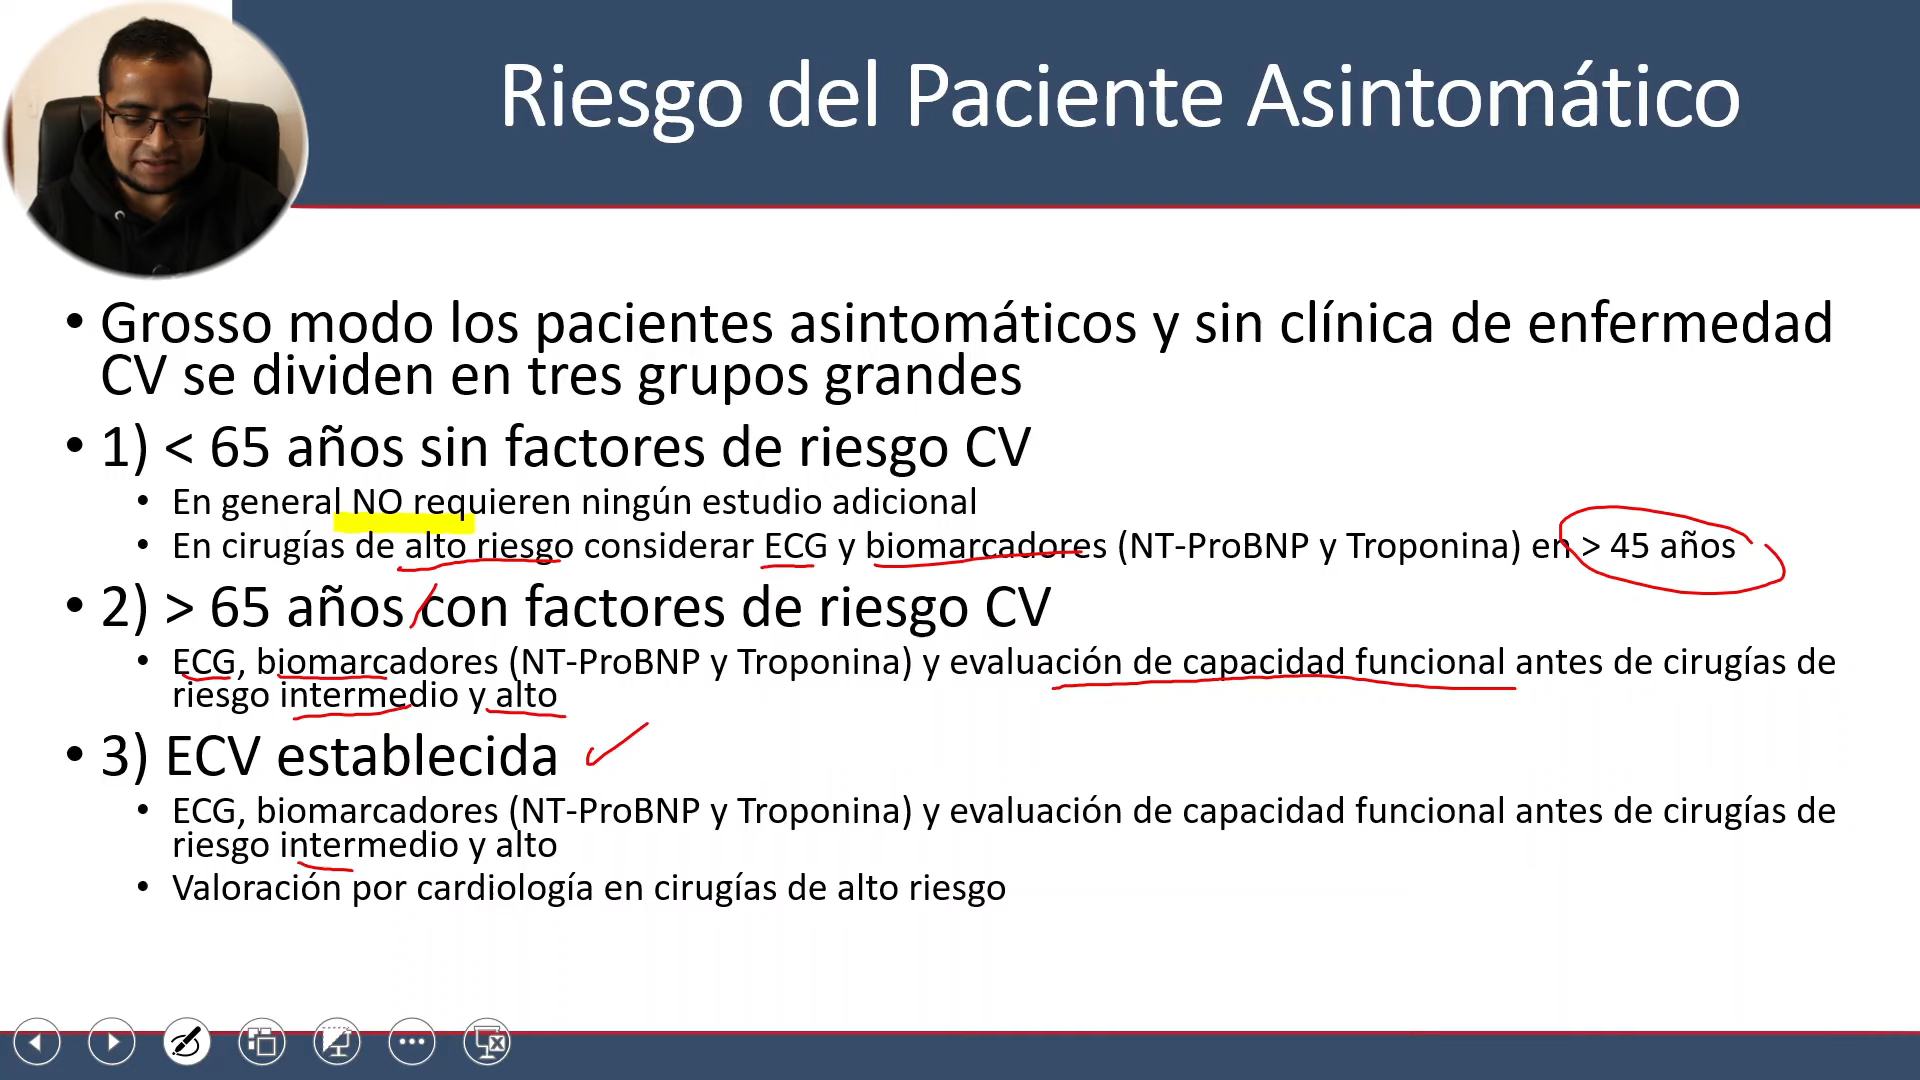 Riesgo del Paciente Asintomático
• Grosso modo los pacientes asintomáticos y sin clínica de enfermedad
CV se dividen en tres grupos grandes
• 1) < 65 años sin factores de riesgo CV
• En general NO requieren ningún estudio adicional
• En cirugías de alto riesgo considerar ECG y biomarcadores (NT-ProBNP y Troponina) en > 45 años
• 2) > 65 años / con factores de riesgo CV
• ECG, biomarcadores (NT-ProBNP y Troponina) y evaluación de capacidad funcional antes de cirugías de
riesgo intermedio y alto
• 3) ECV establecida
• ECG, biomarcadores (NT-ProBNP y Troponina) y evaluación de capacidad funcional antes de cirugías de
riesgo intermedio y alto
• Valoración por cardiología en cirugías de alto riesgo